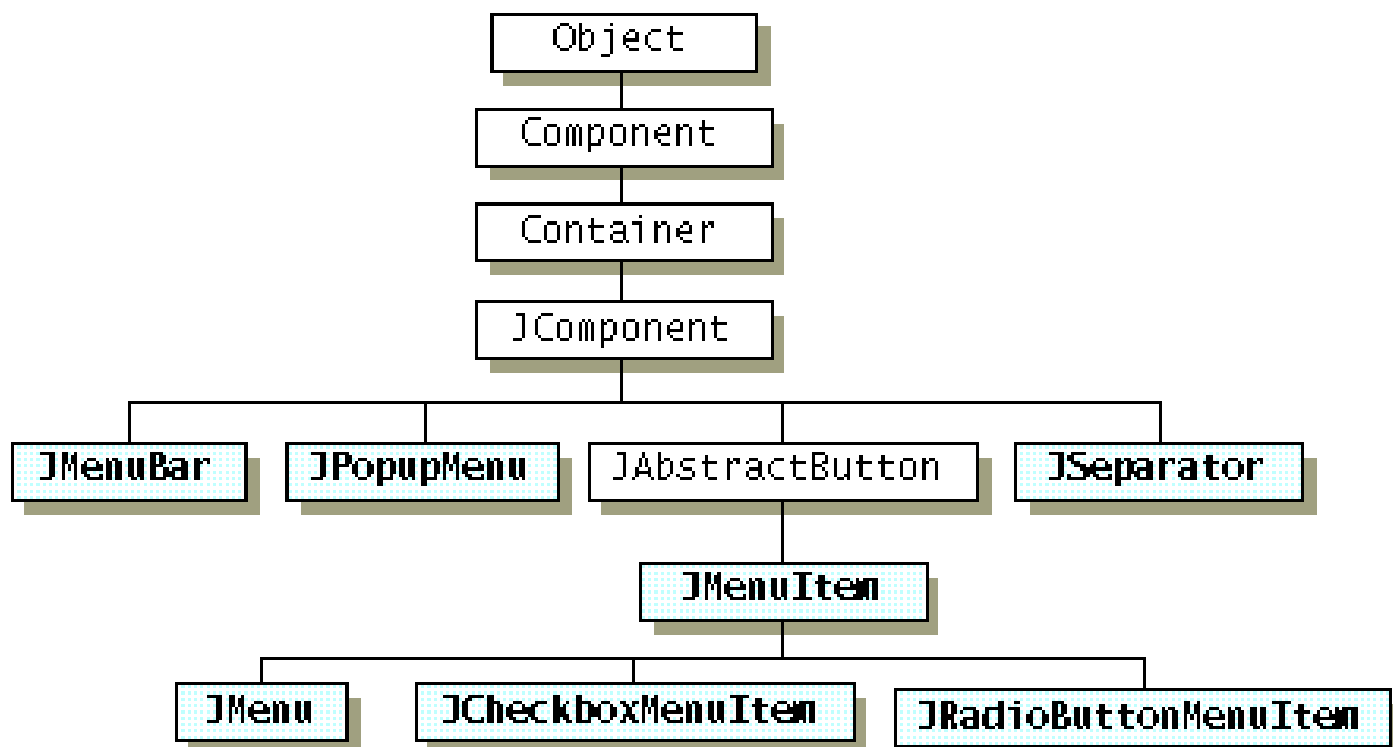 Object
Component
Container
JComponent
JMenuBar
JPopupMenu
JAbstractButton
JSeparator
JMenuItem
JMenu
JCheckboxMenuItem
JRadioButtonMenuItem